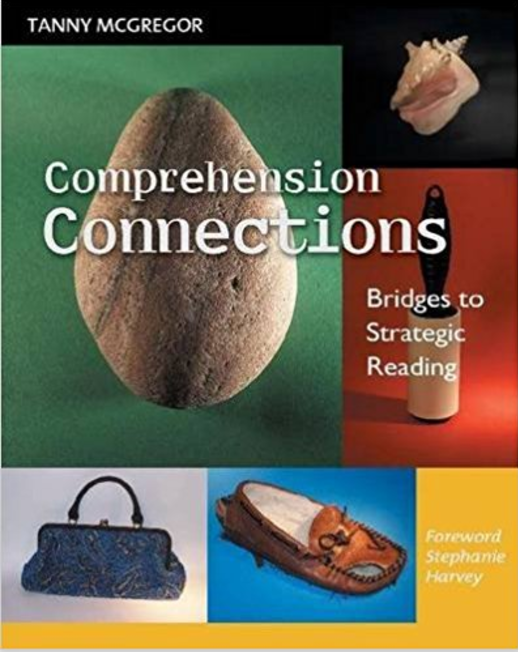 TANNY MCGREGOR
Comprehension
Connections
Bridges to
Strategic
Reading
Foreword
Stephanie
Harvey